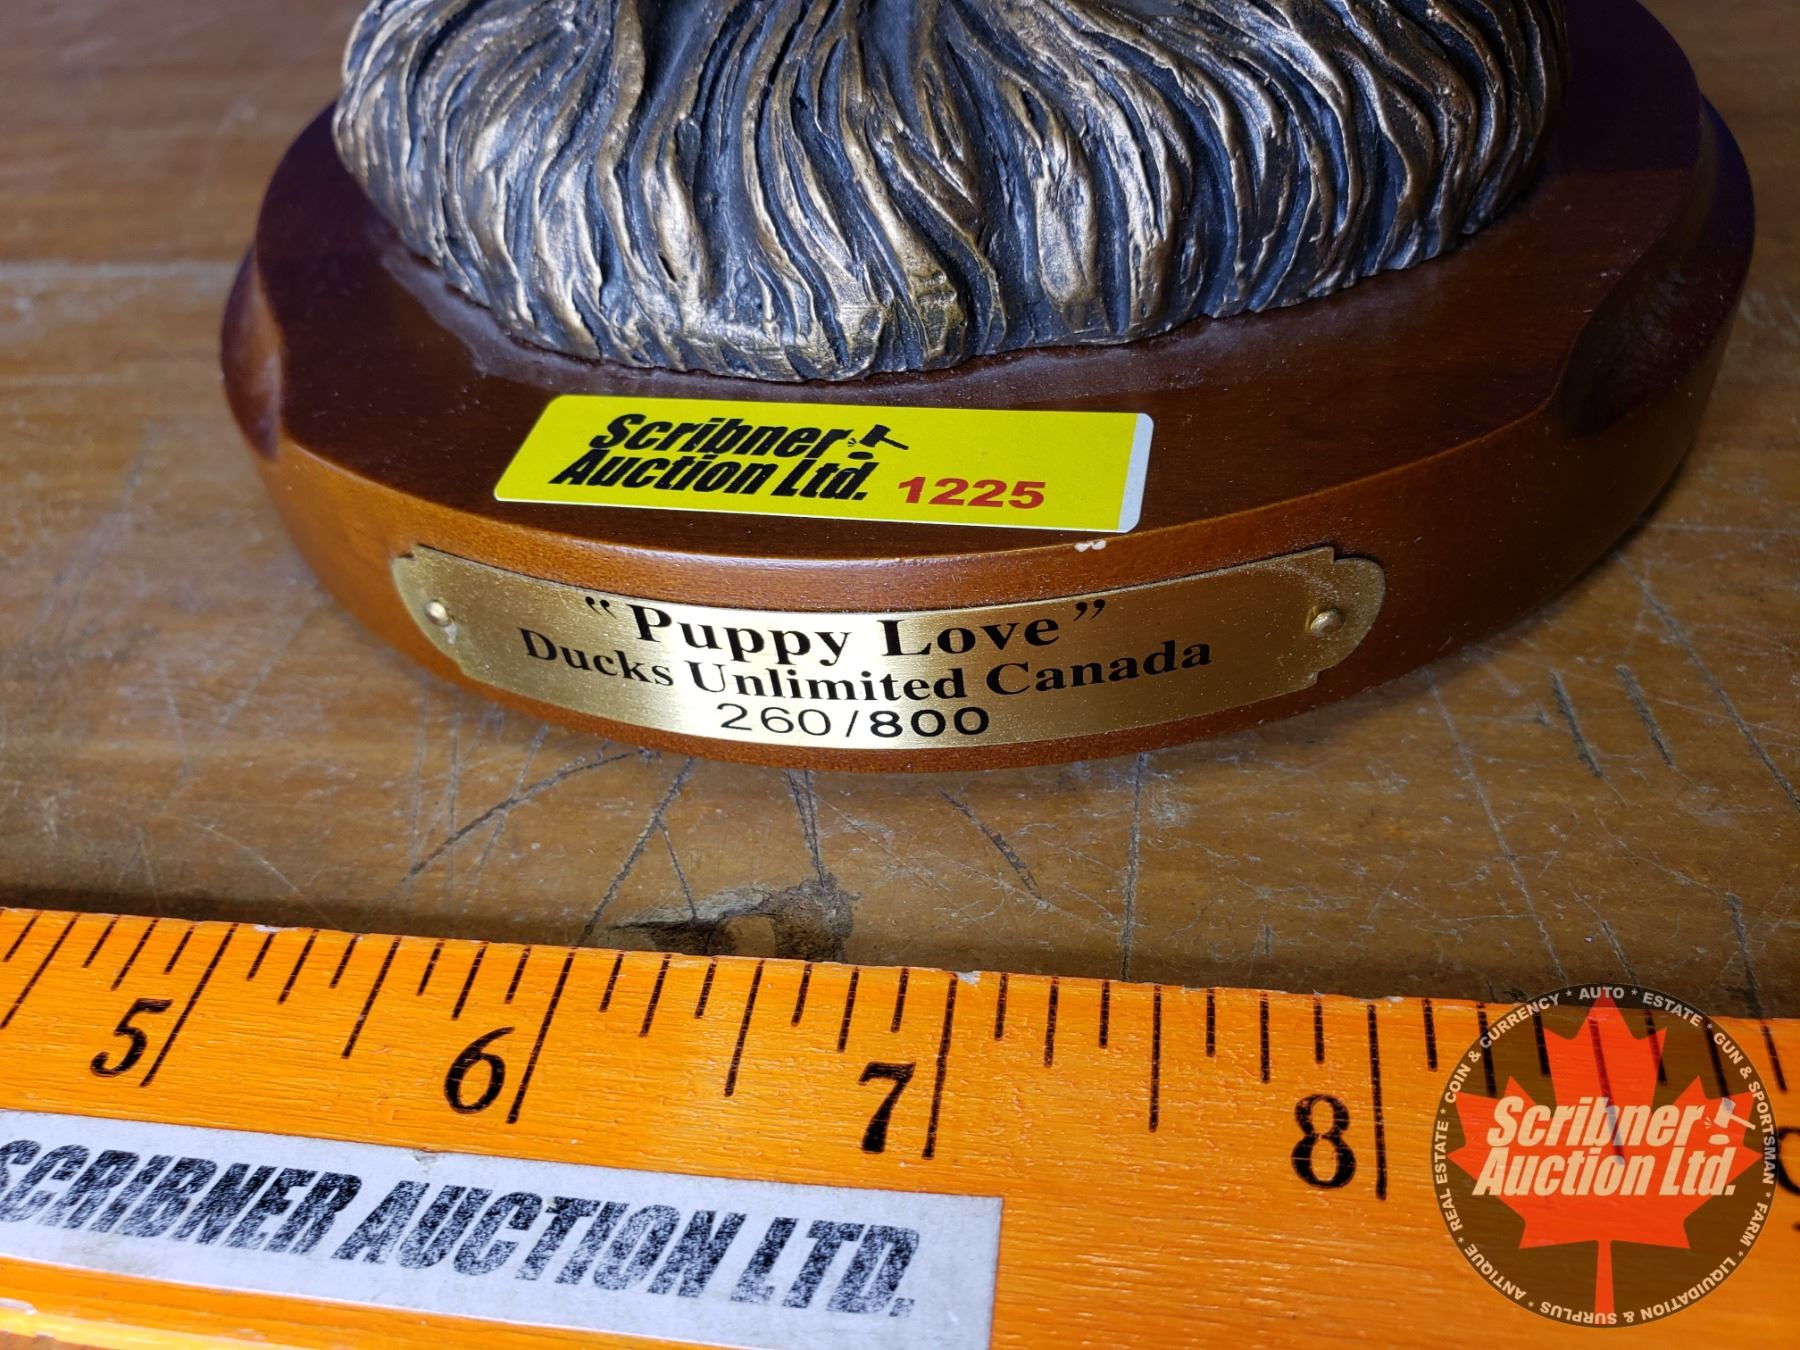 Scribner
Auction Ltd. 1225
“Puppy Love”
Ducks Unlimited Canada
260/800
5 6 7 8
SCRIBNER AUCTION LTD.
COIN & CURRENCY * AUTO * ESTATE * GUN & SPORTSMAN * FARM * LIQUIDATION & SURPLUS * ANTIQUE * REAL ESTATE *
Scribner
Auction Ltd.